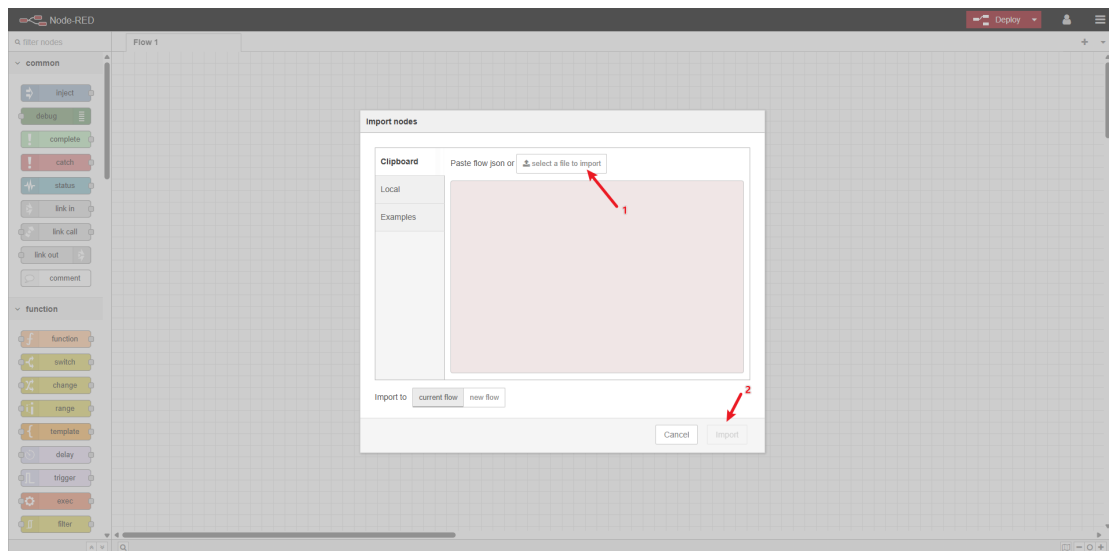 Node-RED
Deploy
filter nodes
Flow 1
common
inject
debug
complete
catch
status
link in
link call
link out
comment
function
function
switch
change
range
template
delay
trigger
exec
filter
Import nodes
Clipboard
Local
Examples
Paste flow json or select a file to import
1
Import to current flow new flow
2
Cancel Import